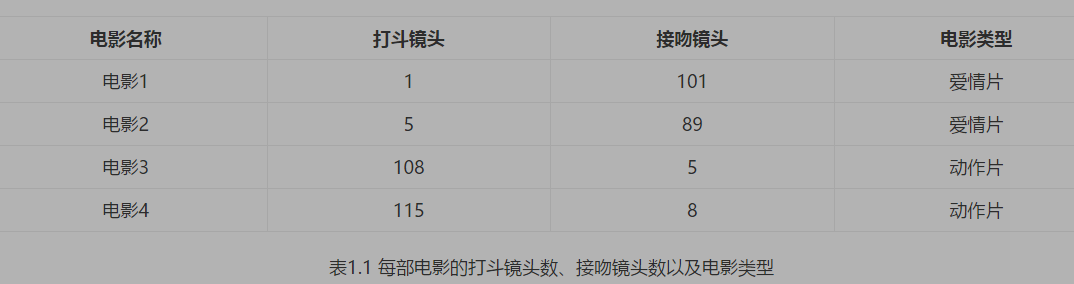 电影名称 打斗镜头 接吻镜头 电影类型
电影1 1 101 爱情片
电影2 5 89 爱情片
电影3 108 5 动作片
电影4 115 8 动作片
表1.1 每部电影的打斗镜头数、接吻镜头数以及电影类型